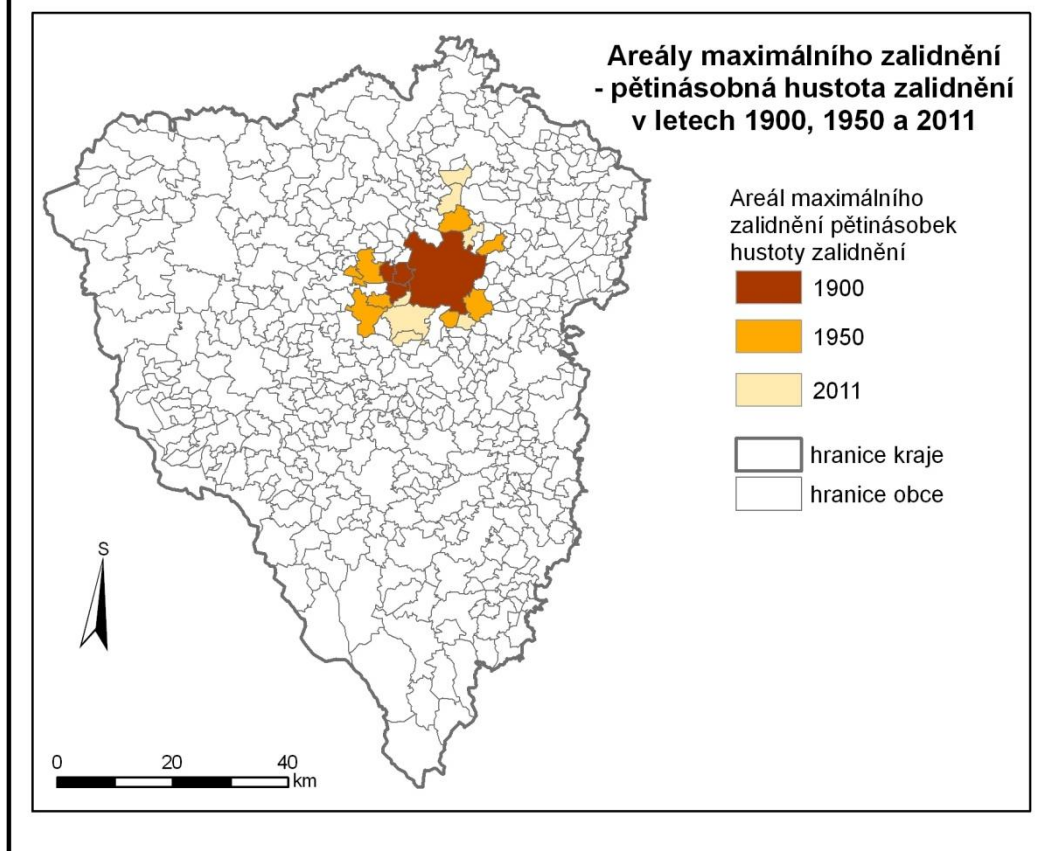 Areály maximálního zalidnění
- pětinásobná hustota zalidnění
v letech 1900, 1950 a 2011
Areál maximálního
zalidnění pětinásobek
hustoty zalidnění
1900
1950
2011
hranice kraje
hranice obce
S
0 20 40
km